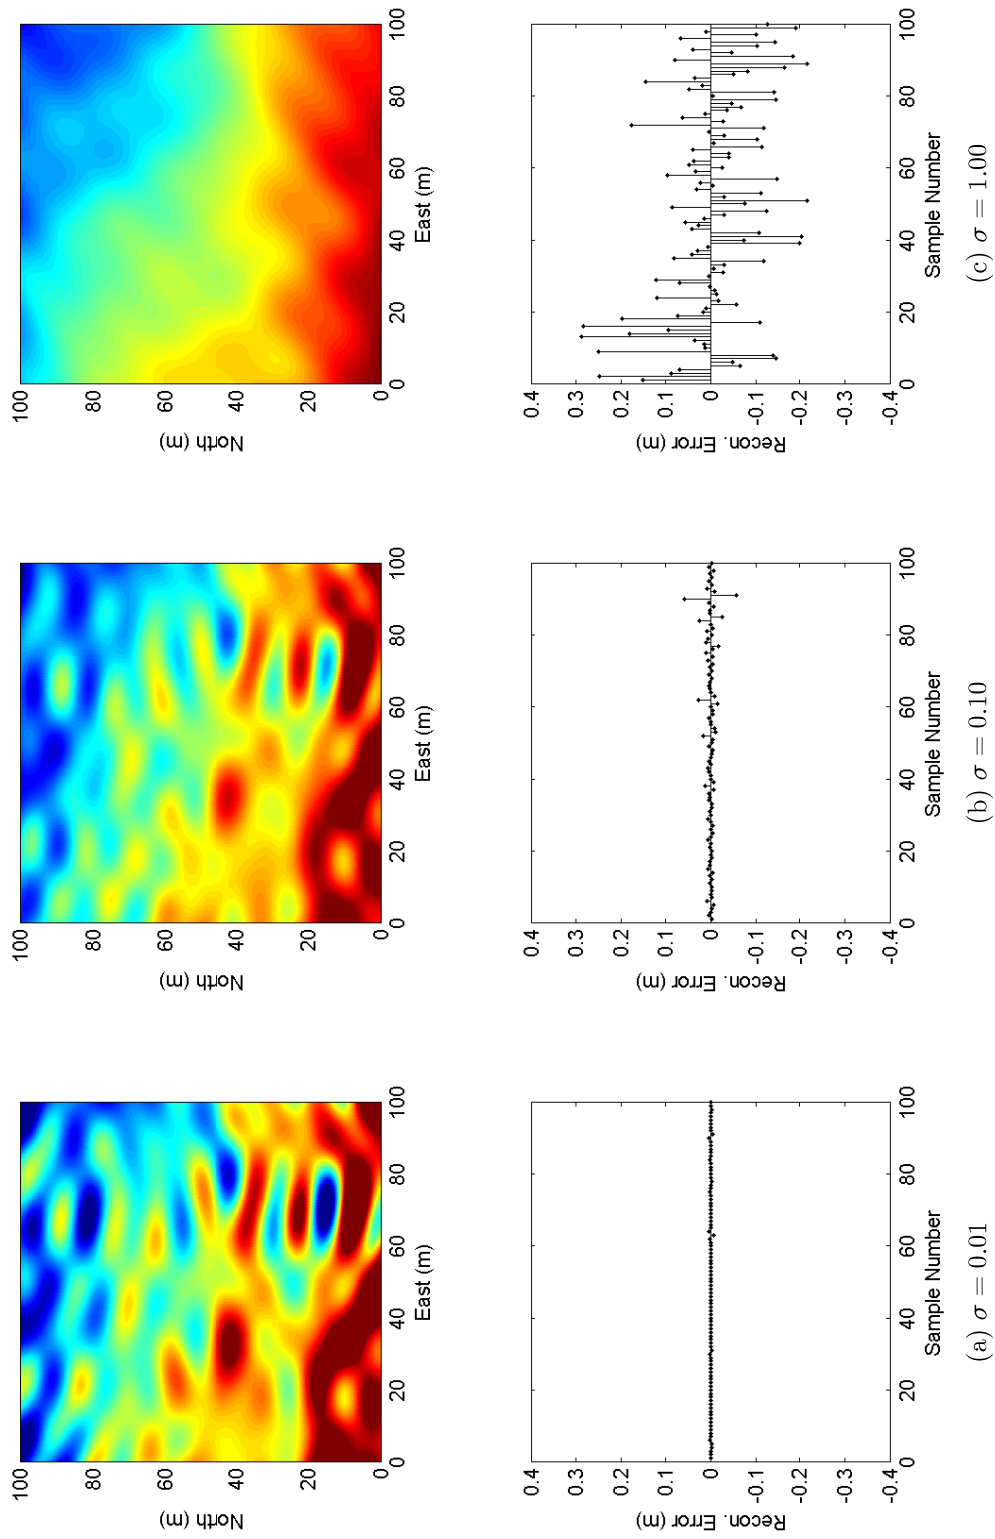 North (m)
100
80
60
40
20
0
0 20 40 60 80 100
East (m)
North (m)
100
80
60
40
20
0
0 20 40 60 80 100
East (m)
North (m)
100
80
60
40
20
0
0 20 40 60 80 100
East (m)
Recon. Error (m)
0.4
0.3
0.2
0.1
0
-0.1
-0.2
-0.3
-0.4
0 20 40 60 80 100
Sample Number
(a) σ = 0.01
Recon. Error (m)
0.4
0.3
0.2
0.1
0
-0.1
-0.2
-0.3
-0.4
0 20 40 60 80 100
Sample Number
(b) σ = 0.10
Recon. Error (m)
0.4
0.3
0.2
0.1
0
-0.1
-0.2
-0.3
-0.4
0 20 40 60 80 100
Sample Number
(c) σ = 1.00